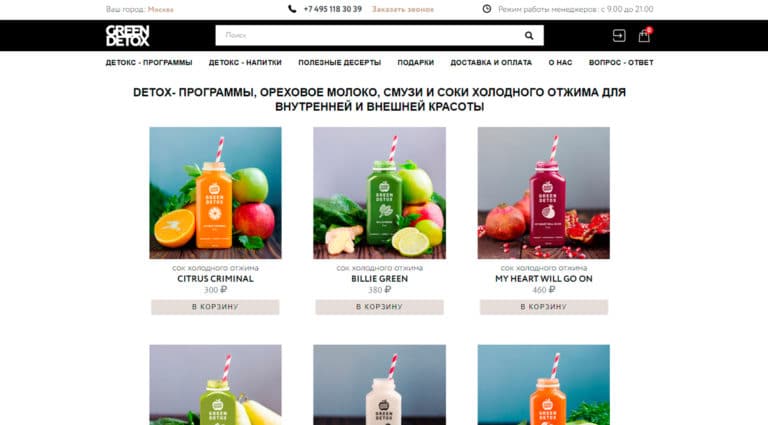 Ваш город: Москва
+7 495 118 30 39 Заказать звонок
Режим работы менеджеров: с 9.00 до 21.00
GREEN
DETOX
Поиск
0
ДЕТОКС - ПРОГРАММЫ ДЕТОКС - НАПИТКИ ПОЛЕЗНЫЕ ДЕСЕРТЫ ПОДАРКИ ДОСТАВКА И ОПЛАТА О НАС ВОПРОС - ОТВЕТ
DETOX- ПРОГРАММЫ, ОРЕХОВОЕ МОЛОКО, СМУЗИ И СОКИ ХОЛОДНОГО ОТЖИМА ДЛЯ
ВНУТРЕННЕЙ И ВНЕШНЕЙ КРАСОТЫ
GREEN
DETOX
GREEN
DETOX
GREEN
DETOX
сок холодного отжима
CITRUS CRIMINAL
300 ₽
В КОРЗИНУ
сок холодного отжима
BILLIE GREEN
380 ₽
В КОРЗИНУ
сок холодного отжима
MY HEART WILL GO ON
460 ₽
В КОРЗИНУ
GREEN
DETOX
GREEN
DETOX
GREEN
DETOX